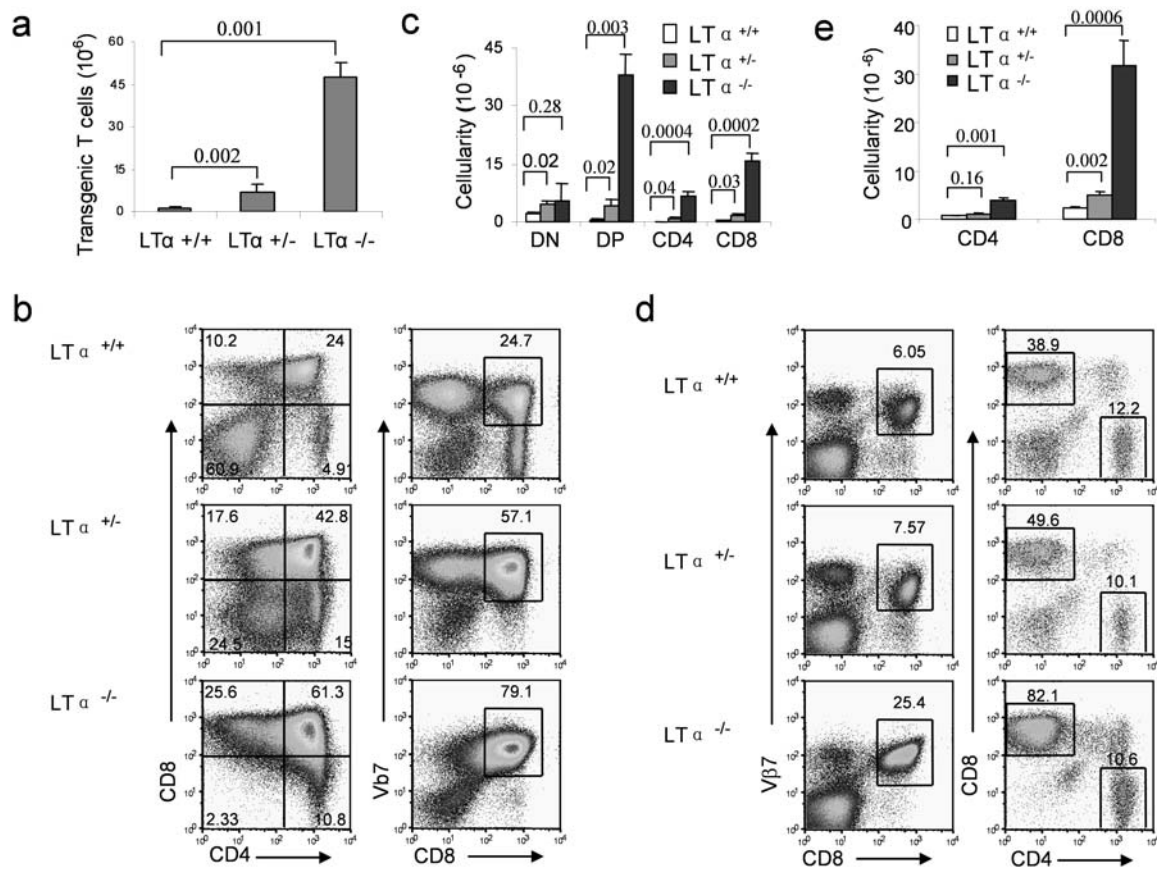 a
Transgenic T cells (10^6)
60
45
30
15
0
0.001
0.002
LTα +/+
LTα +/-
LTα -/-
c
Cellularity (10 -6)
45
30
15
0
LT α +/+
LT α +/-
LT α -/-
0.003
0.28
0.02
0.02
0.0004
0.04
0.0002
0.03
DN
DP
CD4
CD8
e
Cellularity (10 -6)
40
30
20
10
0
LT α +/+
LT α +/-
LT α -/-
0.0006
0.001
0.16
0.002
CD4
CD8
b
LT α +/+
10.2
24
60.9
4.91
24.7
LT α +/-
17.6
42.8
24.5
15
57.1
LT α -/-
25.6
61.3
2.33
10.8
79.1
CD8
CD4
Vb7
CD8
d
LT α +/+
6.05
38.9
12.2
LT α +/-
7.57
49.6
10.1
LT α -/-
25.4
82.1
10.6
Vβ7
CD8
CD8
CD4